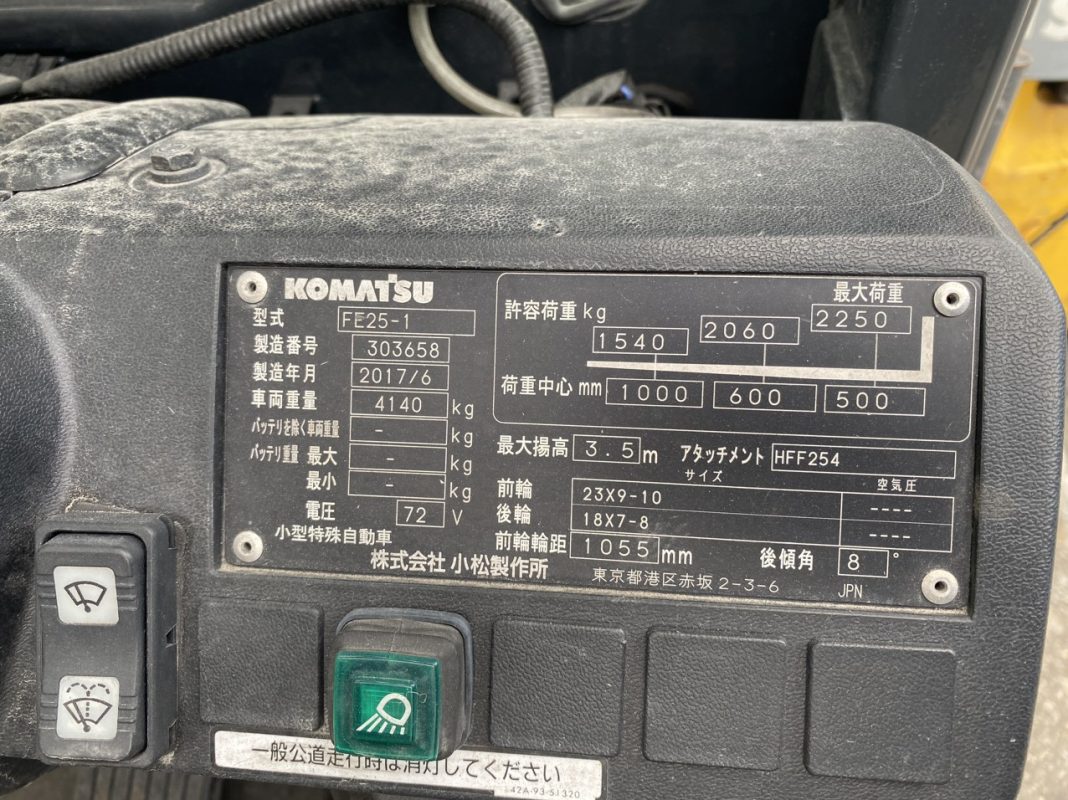 KOMATSU
型式 FE25-1
製造番号 303658
製造年月 2017/6
車両重量 4140 kg
バッテリを除く車両重量 - kg
バッテリ重量 最大 - kg
最小 - kg
電圧 72 V
小型特殊自動車
最大荷重
許容荷重 kg 1540 2060 2250
荷重中心 mm 1000 600 500
最大揚高 3.5 m アタッチメント HFF254
サイズ 空気圧
前輪 23X9-10 ----
後輪 18X7-8 ----
前輪輪距 1055 mm 後傾角 8 °
株式会社 小松製作所 東京都港区赤坂2-3-6 JPN
一般公道走行時は消灯してください
42A-93-51320